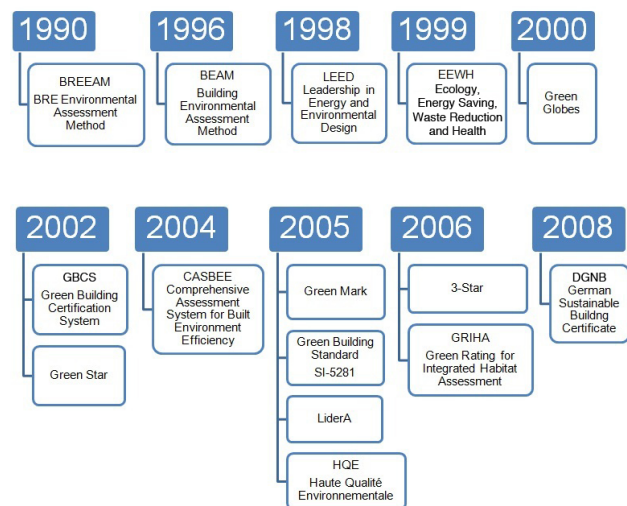 1990
BREEAM
BRE Environmental
Assessment Method
1996
BEAM
Building
Environmental
Assessment
Method
1998
LEED
Leadership in
Energy and
Environmental
Design
1999
EEWH
Ecology,
Energy Saving,
Waste Reduction
and Health
2000
Green
Globes
2002
GBCS
Green Building
Certification
System
Green Star
2004
CASBEE
Comprehensive
Assessment
System for Built
Environment
Efficiency
2005
Green Mark
Green Building
Standard
SI-5281
LiderA
HQE
Haute Qualité
Environnementale
2006
3-Star
GRIHA
Green Rating for
Integrated Habitat
Assessment
2008
DGNB
German
Sustainable
Buildng
Certificate